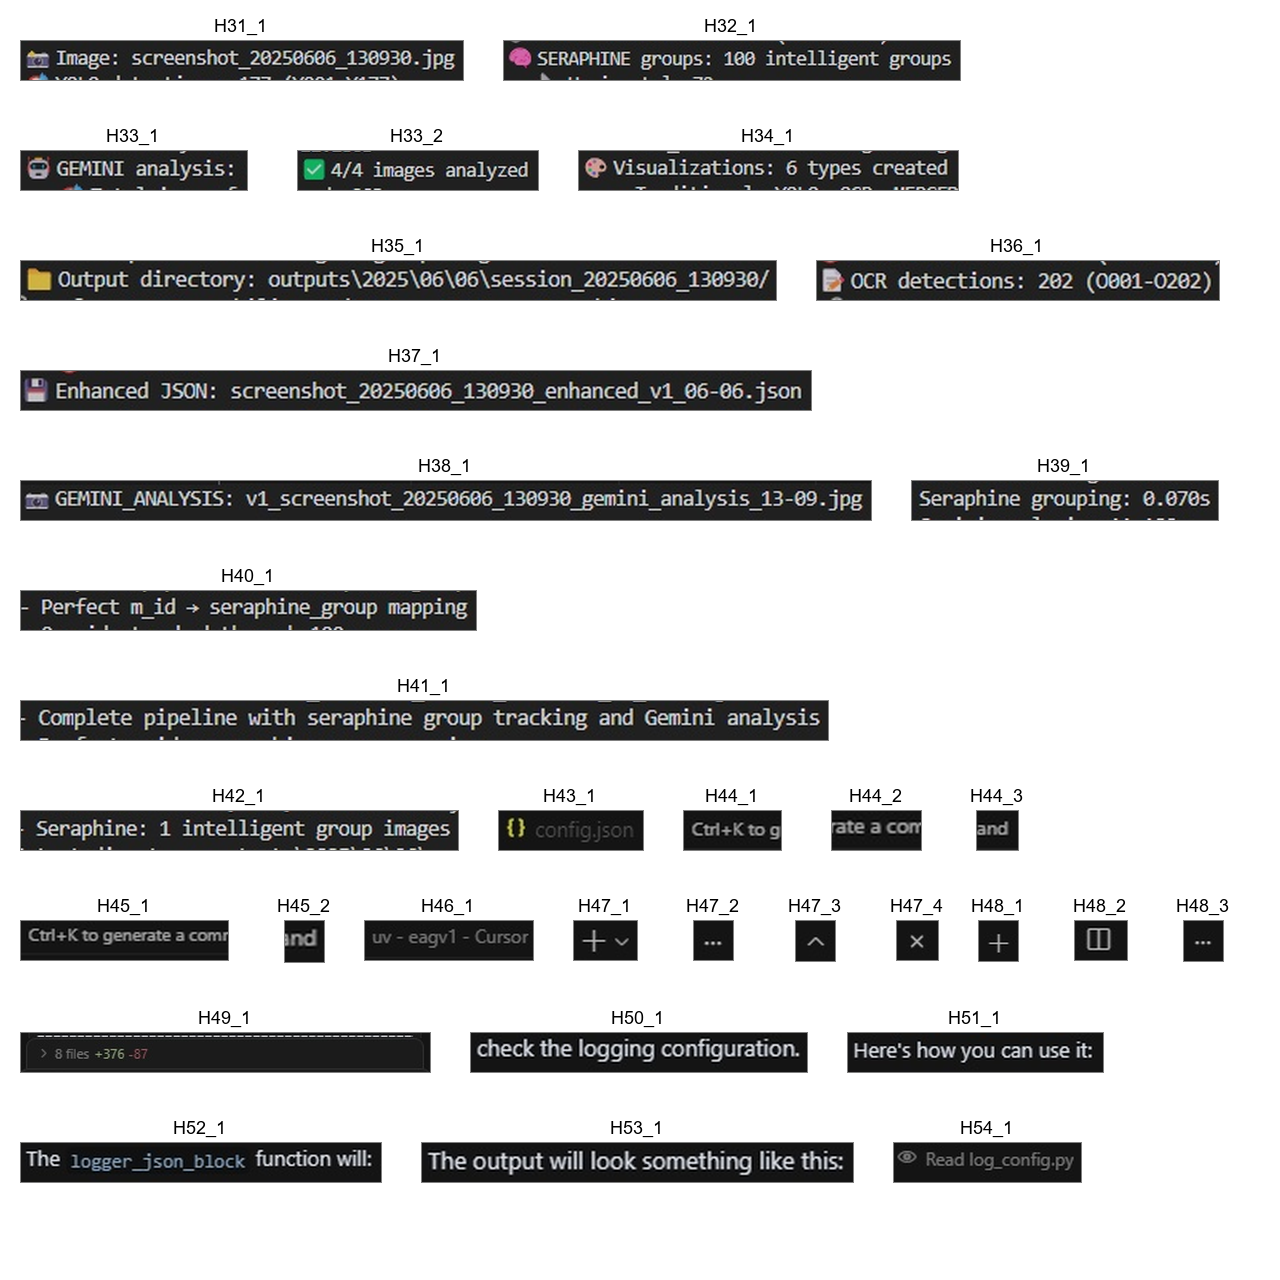 H31_1 H32_1
Image: screenshot_20250606_130930.jpg
SERAPHINE groups: 100 intelligent groups
H33_1 H33_2 H34_1
GEMINI analysis:
4/4 images analyzed
Visualizations: 6 types created
H35_1 H36_1
Output directory: outputs\2025\06\06\session_20250606_130930/
OCR detections: 202 (O001-O202)
H37_1
Enhanced JSON: screenshot_20250606_130930_enhanced_v1_06-06.json
H38_1 H39_1
GEMINI_ANALYSIS: v1_screenshot_20250606_130930_gemini_analysis_13-09.jpg
Seraphine grouping: 0.070s
H40_1
- Perfect m_id → seraphine_group mapping
H41_1
- Complete pipeline with seraphine group tracking and Gemini analysis
H42_1 H43_1 H44_1 H44_2 H44_3
- Seraphine: 1 intelligent group images
{} config.json
Ctrl+K to g
rate a com
and
H45_1 H45_2 H46_1 H47_1 H47_2 H47_3 H47_4 H48_1 H48_2 H48_3
Ctrl+K to generate a com
and
uv - eagv1 - Cursor
H49_1 H50_1 H51_1
> 8 files +376 -87
check the logging configuration.
Here's how you can use it:
H52_1 H53_1 H54_1
The logger_json_block function will:
The output will look something like this:
Read log_config.py